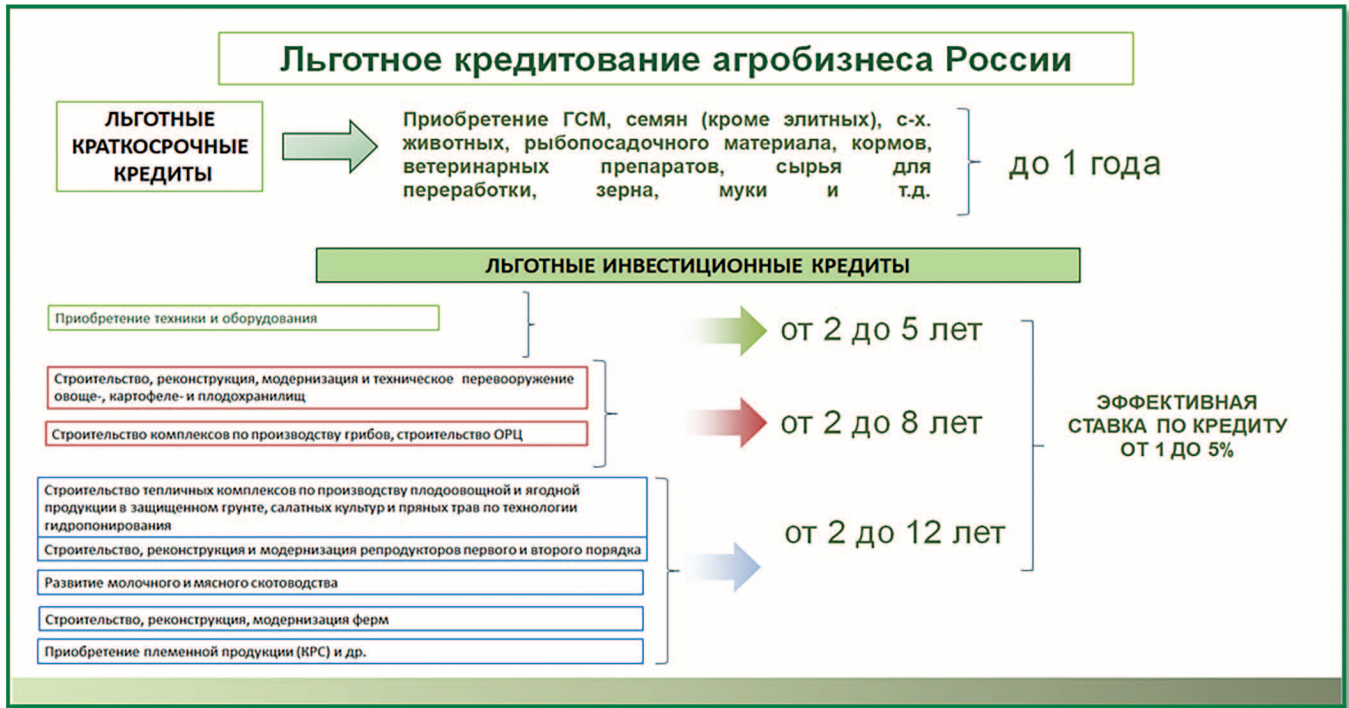 Льготное кредитование агробизнеса России
ЛЬГОТНЫЕ
КРАТКОСРОЧНЫЕ
КРЕДИТЫ
Приобретение ГСМ, семян (кроме элитных), с-х.
животных, рыбопосадочного материала, кормов,
ветеринарных препаратов, сырья для
переработки, зерна, муки и т.д.
до 1 года
ЛЬГОТНЫЕ ИНВЕСТИЦИОННЫЕ КРЕДИТЫ
Приобретение техники и оборудования
от 2 до 5 лет
Строительство, реконструкция, модернизация и техническое перевооружение
овоще-, картофеле- и плодохранилищ
Строительство комплексов по производству грибов, строительство ОРЦ
от 2 до 8 лет
Строительство тепличных комплексов по производству плодоовощной и ягодной
продукции в защищенном грунте, салатных культур и пряных трав по технологии
гидропонирования
Строительство, реконструкция и модернизация репродукторов первого и второго порядка
Развитие молочного и мясного скотоводства
Строительство, реконструкция, модернизация ферм
Приобретение племенной продукции (КРС) и др.
от 2 до 12 лет
ЭФФЕКТИВНАЯ
СТАВКА ПО КРЕДИТУ
ОТ 1 ДО 5%